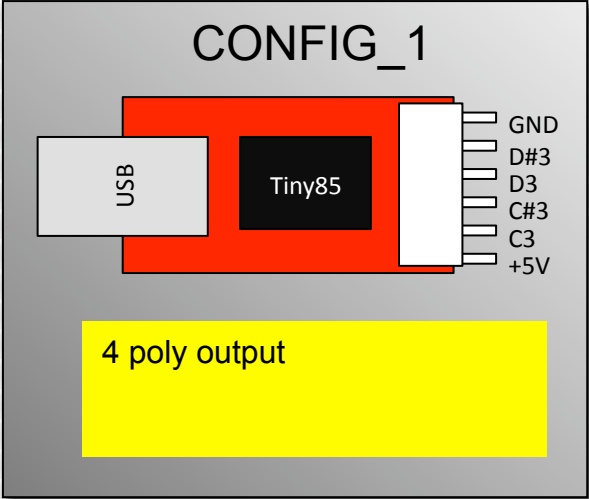 CONFIG_1
USB
Tiny85
GND
D#3
D3
C#3
C3
+5V
4 poly output